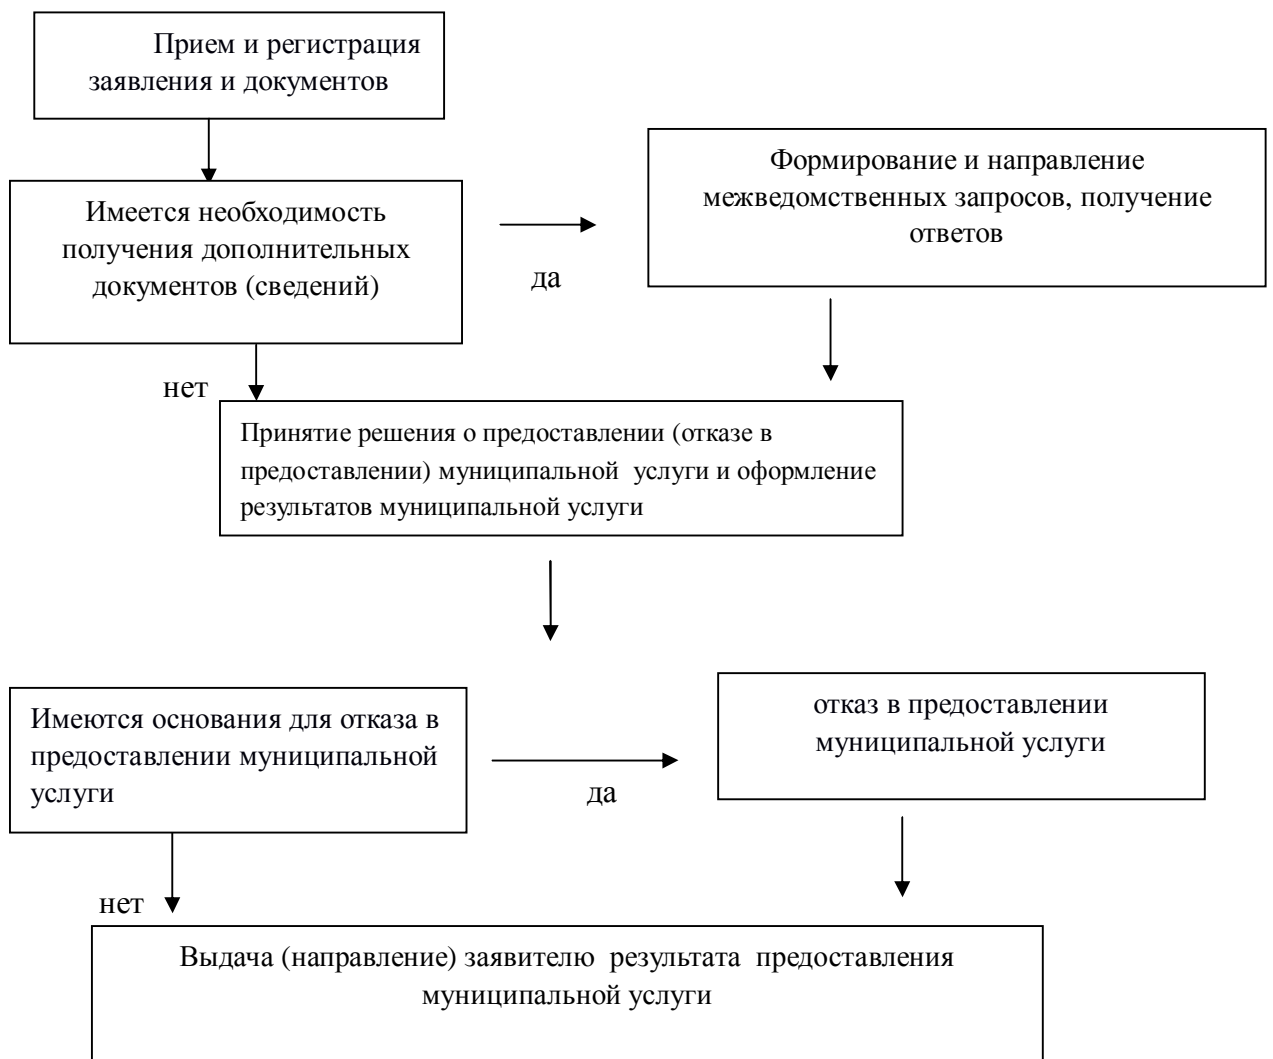 Прием и регистрация
заявления и документов
Формирование и направление
межведомственных запросов, получение
ответов
Имеется необходимость
получения дополнительных
документов (сведений)
да
нет
Принятие решения о предоставлении (отказе в
предоставлении) муниципальной  услуги и оформление
результатов муниципальной услуги
Имеются основания для отказа в
предоставлении муниципальной
услуги
да
отказ в предоставлении
муниципальной услуги
нет
Выдача (направление) заявителю  результата  предоставления
муниципальной услуги